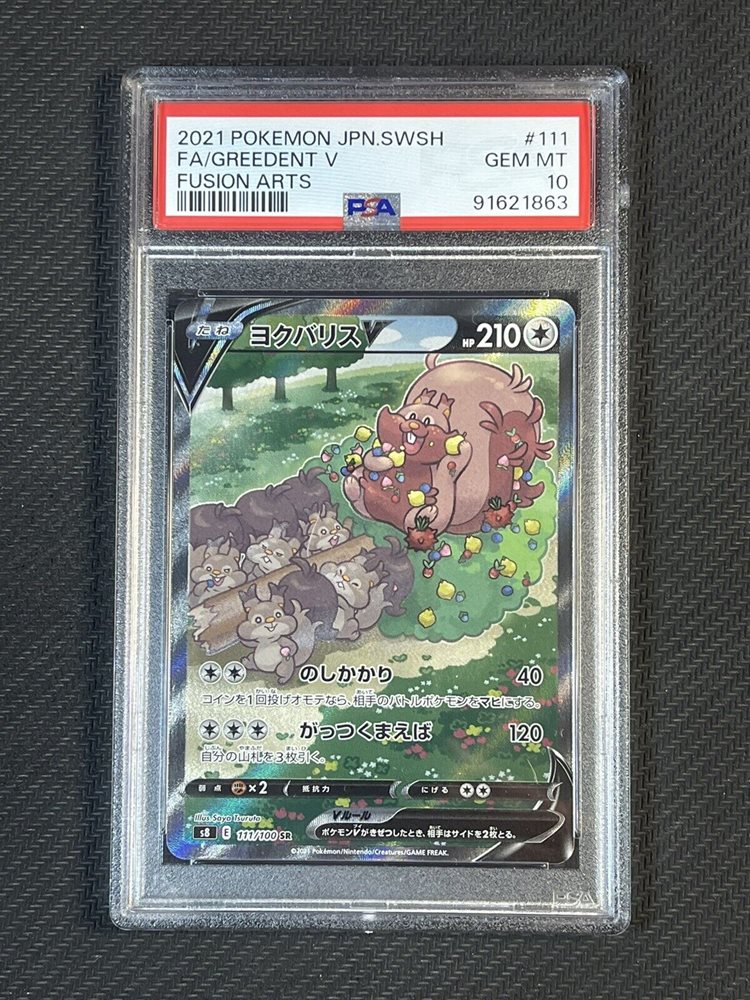 2021 POKEMON JPN.SWSH #111
FA/GREEDENT V GEM MT
FUSION ARTS 10
PSA 91621863
たね ヨクバリスV HP210
のしかかり 40
コインを1回投げオモテなら、相手のバトルポケモンをマヒにする。
がっつくまえば 120
自分の山札を3枚引く。
弱点 ×2 抵抗力 にげる
Illus. Saya Tsuruta
Vルール
ポケモンVがきぜつしたとき、相手はサイドを2枚とる。
s8 E 111/100 SR
©2021 Pokémon/Nintendo/Creatures/GAME FREAK.
PSA